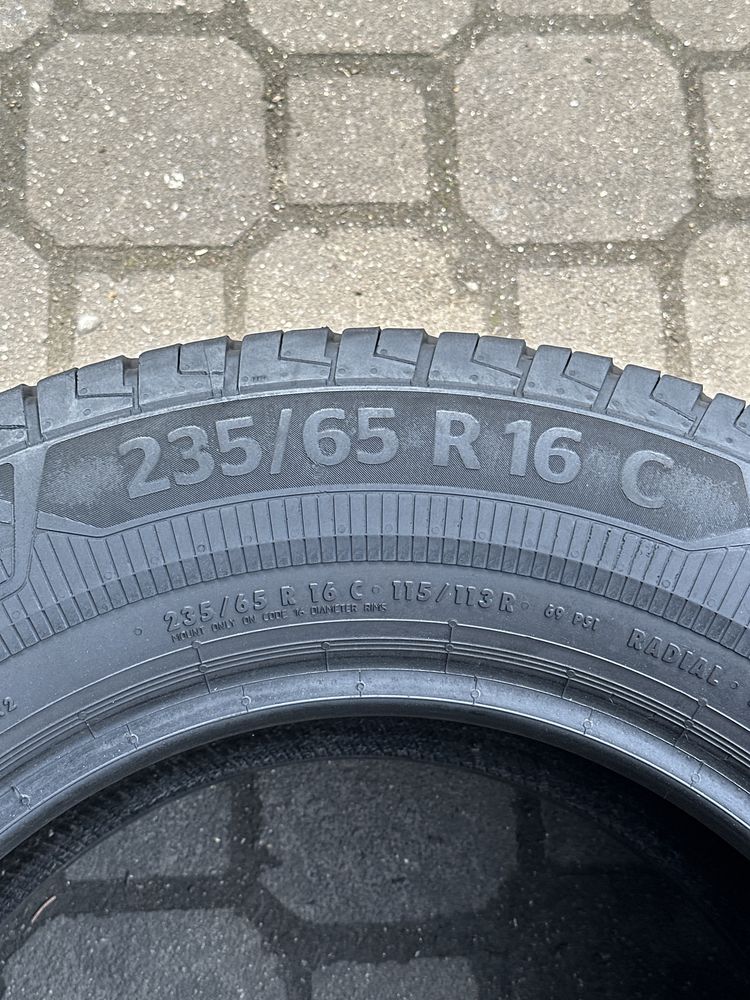 235/65 R 16 C
235/65 R 16 C · 115/113 R · 69 PSI RADIAL ·
MOUNT ONLY ON CODE 16 DIAMETER RIMS